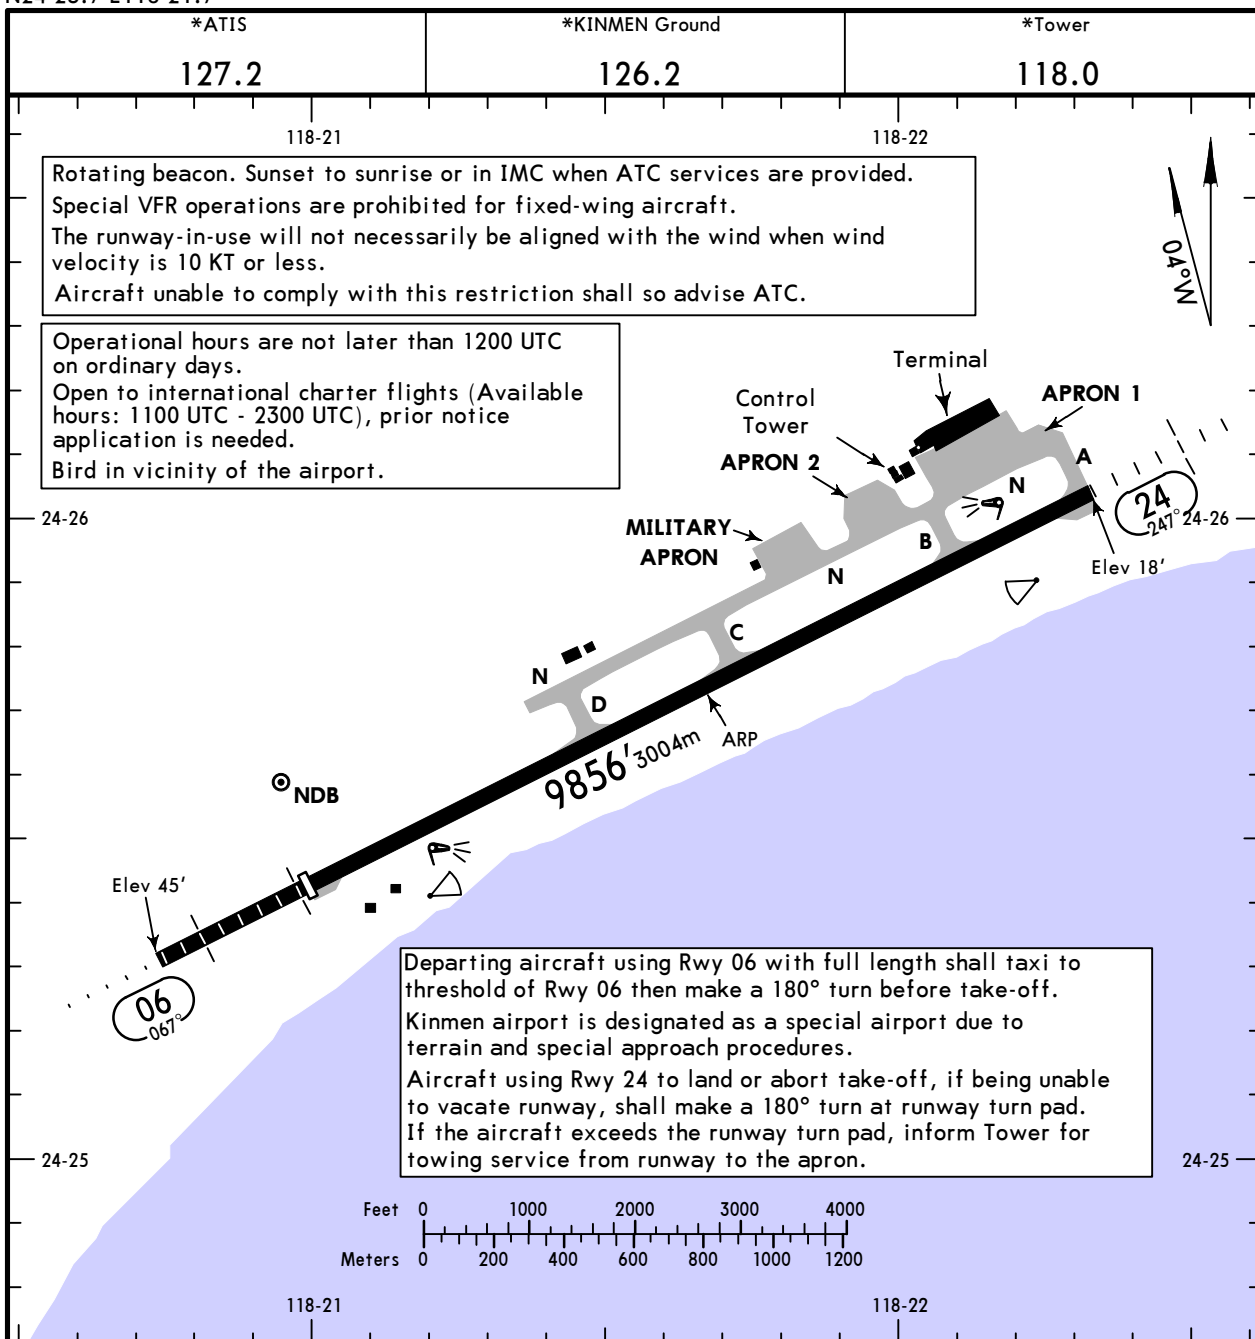 *ATIS
127.2
*KINMEN Ground
126.2
*Tower
118.0
118-21
118-22
Rotating beacon. Sunset to sunrise or in IMC when ATC services are provided.
Special VFR operations are prohibited for fixed-wing aircraft.
The runway-in-use will not necessarily be aligned with the wind when wind
velocity is 10 KT or less.
Aircraft unable to comply with this restriction shall so advise ATC.
04°W
Operational hours are not later than 1200 UTC
on ordinary days.
Open to international charter flights (Available
hours: 1100 UTC - 2300 UTC), prior notice
application is needed.
Bird in vicinity of the airport.
Terminal
Control
Tower
APRON 1
APRON 2
A
N
24
247°
24-26
24-26
MILITARY
APRON
B
Elev 18'
N
C
N
D
ARP
9856' 3004m
NDB
Elev 45'
06
067°
Departing aircraft using Rwy 06 with full length shall taxi to
threshold of Rwy 06 then make a 180° turn before take-off.
Kinmen airport is designated as a special airport due to
terrain and special approach procedures.
Aircraft using Rwy 24 to land or abort take-off, if being unable
to vacate runway, shall make a 180° turn at runway turn pad.
If the aircraft exceeds the runway turn pad, inform Tower for
towing service from runway to the apron.
24-25
24-25
Feet 0 1000 2000 3000 4000
Meters 0 200 400 600 800 1000 1200
118-21
118-22